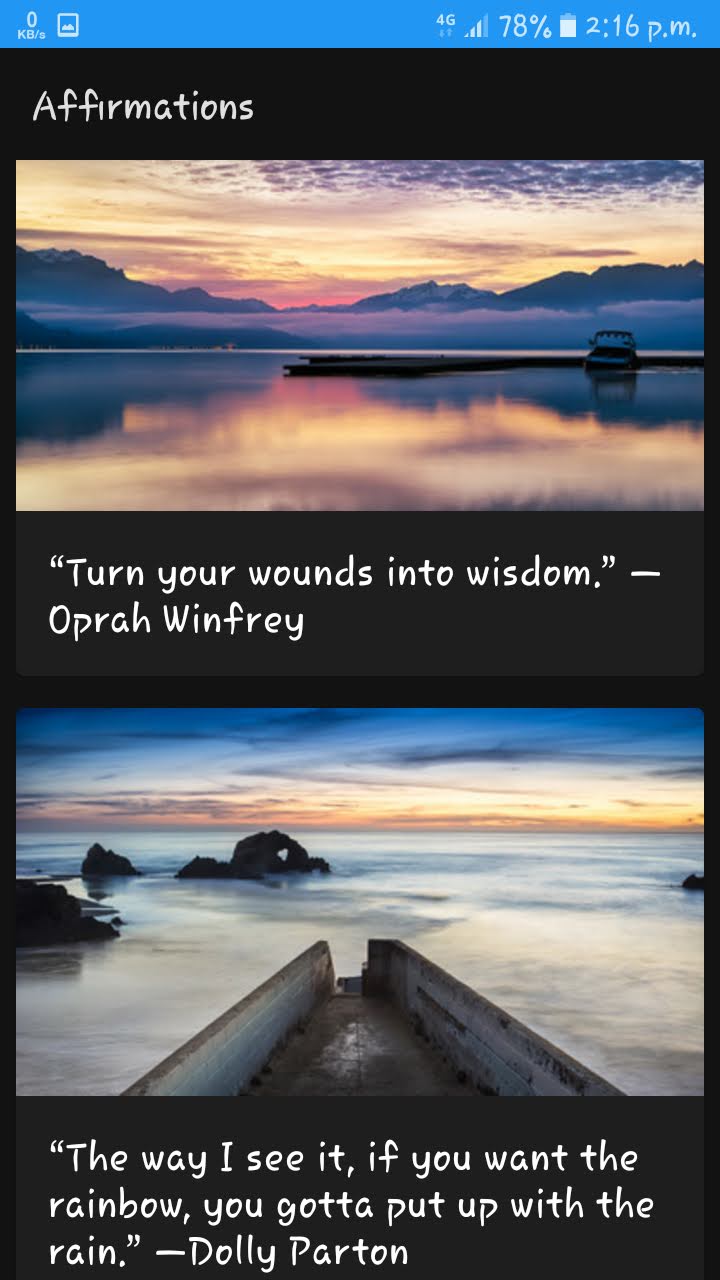 0
KB/s
4G
78%
2:16 p.m.
Affirmations
“Turn your wounds into wisdom.” —
Oprah Winfrey
“The way I see it, if you want the
rainbow, you gotta put up with the
rain.” —Dolly Parton